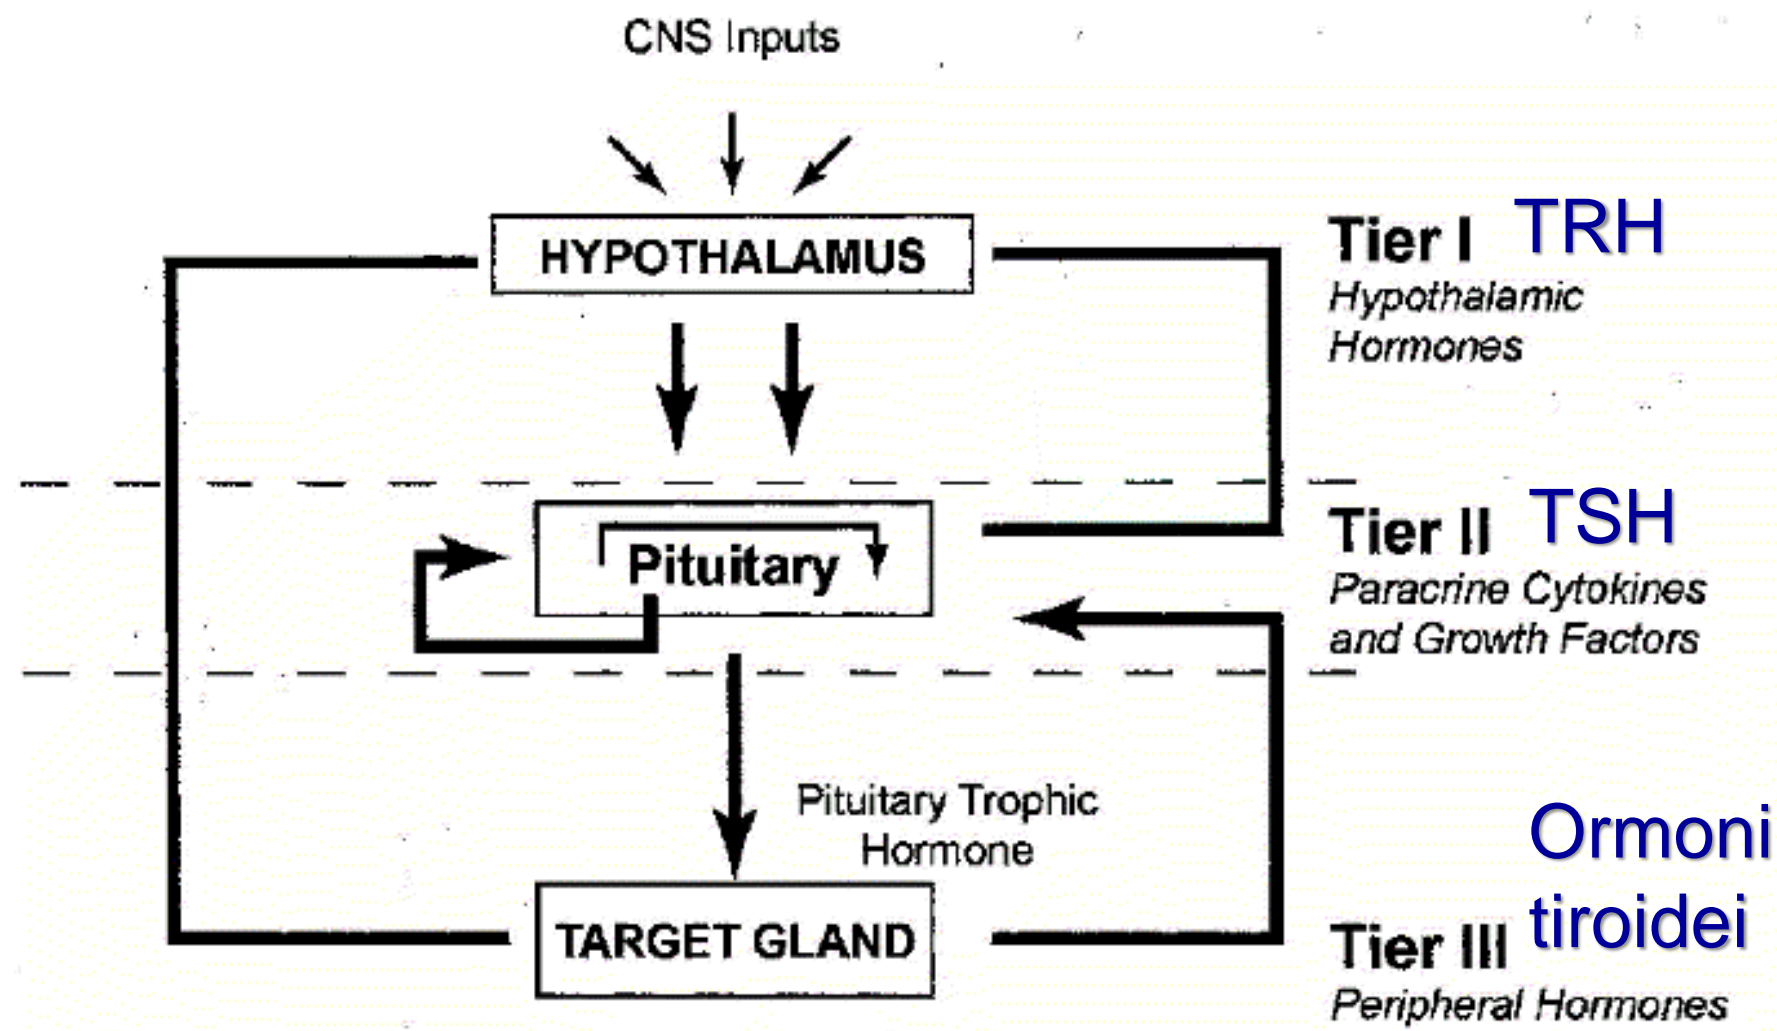 CNS Inputs
HYPOTHALAMUS
Tier I TRH
Hypothalamic
Hormones
Pituitary
Tier II TSH
Paracrine Cytokines
and Growth Factors
Pituitary Trophic
Hormone
TARGET GLAND
Ormoni
tiroidei
Tier III
Peripheral Hormones